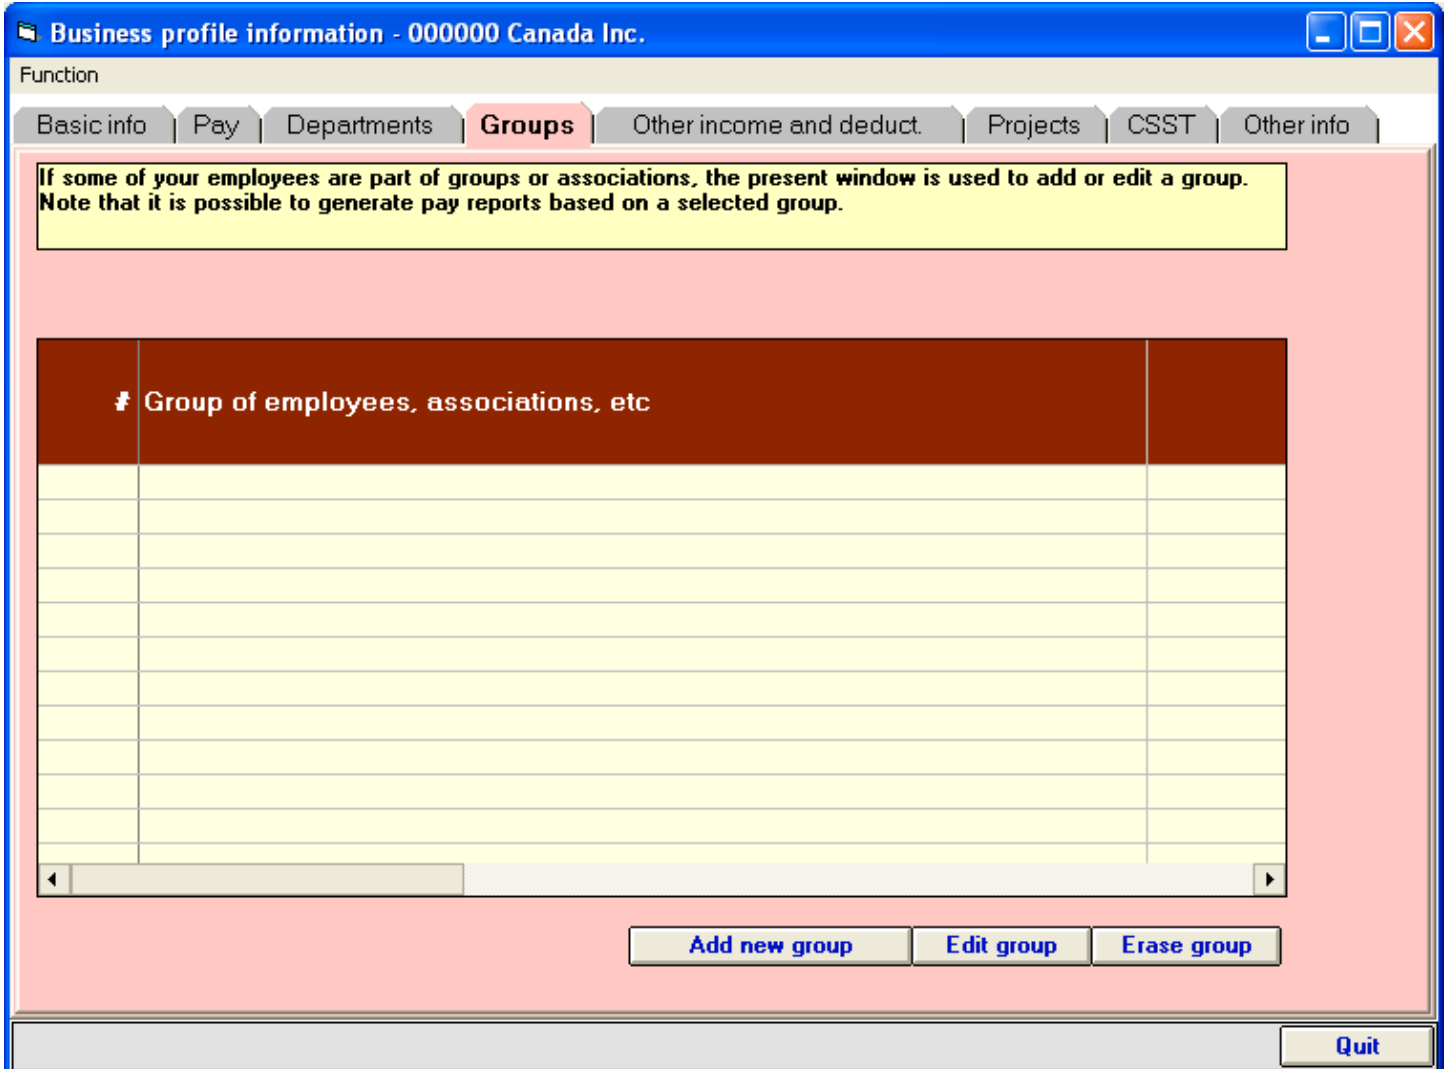 Business profile information - 000000 Canada Inc.
Function
Basic info Pay Departments Groups Other income and deduct. Projects CSST Other info
If some of your employees are part of groups or associations, the present window is used to add or edit a group.
Note that it is possible to generate pay reports based on a selected group.
# Group of employees, associations, etc
Add new group Edit group Erase group
Quit